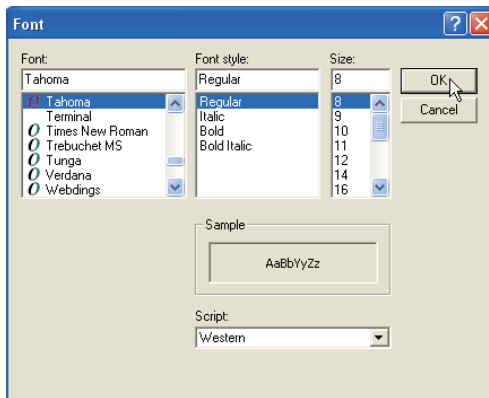 Font
Font:
Font style:
Size:
Tahoma
Regular
8
OK
Cancel
Tahoma
Terminal
Times New Roman
Trebuchet MS
Tunga
Verdana
Webdings
Regular
Italic
Bold
Bold Italic
8
9
10
11
12
14
16
Sample
AaBbYyZz
Script:
Western